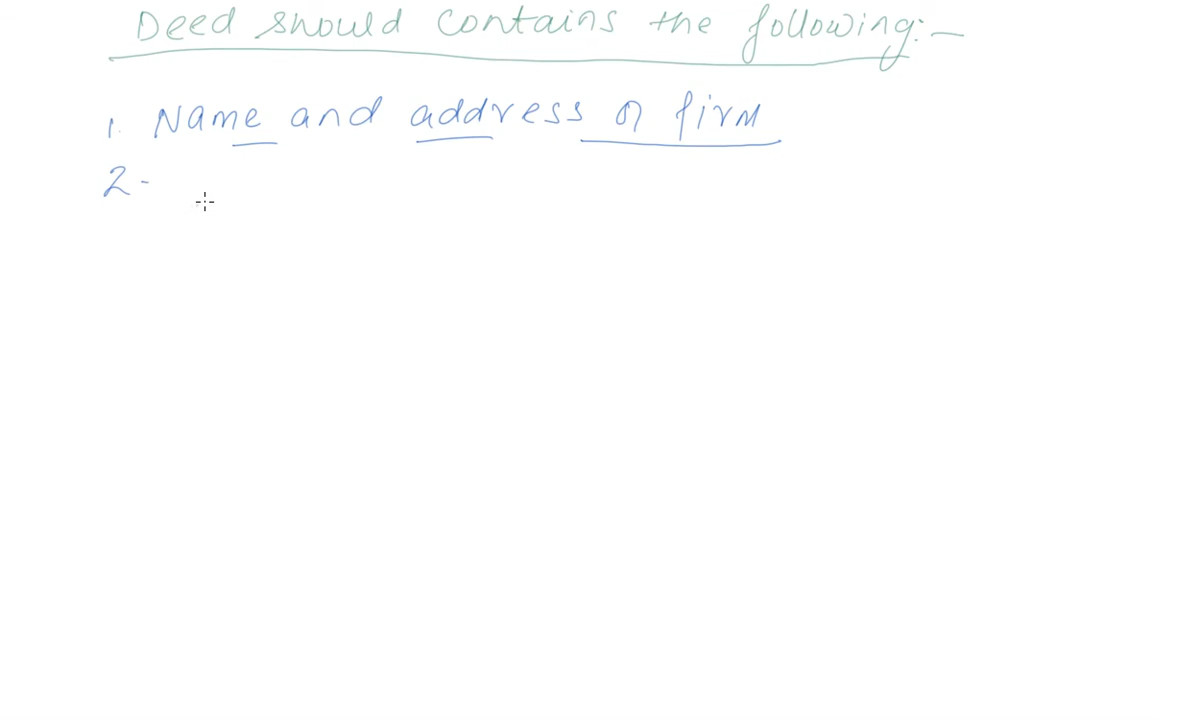 Deed should contains the following:-
1. Name and address of firm
2-